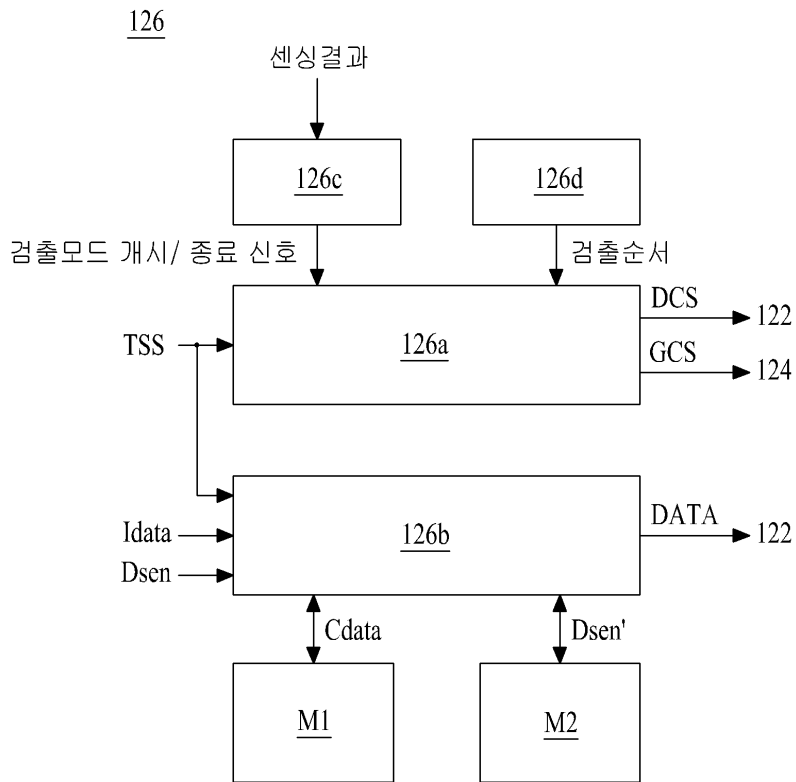 126
센싱결과
126c
126d
검출모드 개시/ 종료 신호
검출순서
DCS
122
TSS
126a
GCS
124
DATA
Idata
126b
122
Dsen
Cdata
Dsen'
M1
M2